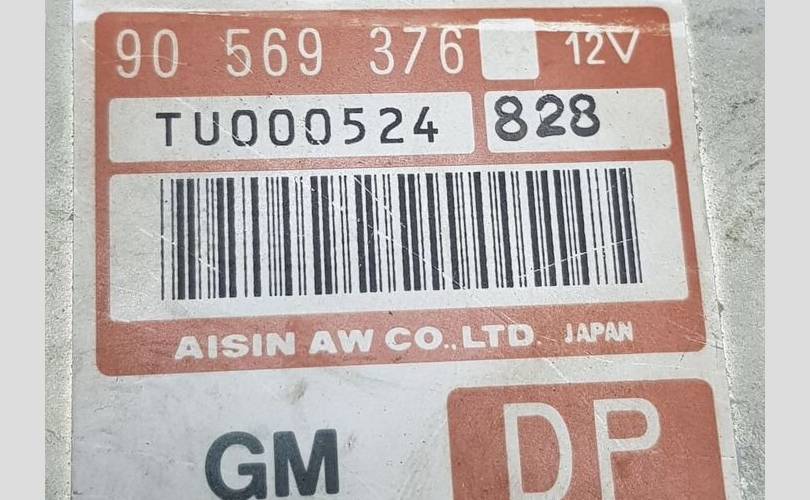 90 569 376 12V
TU000524 828
AISIN AW CO.,LTD. JAPAN
GM DP